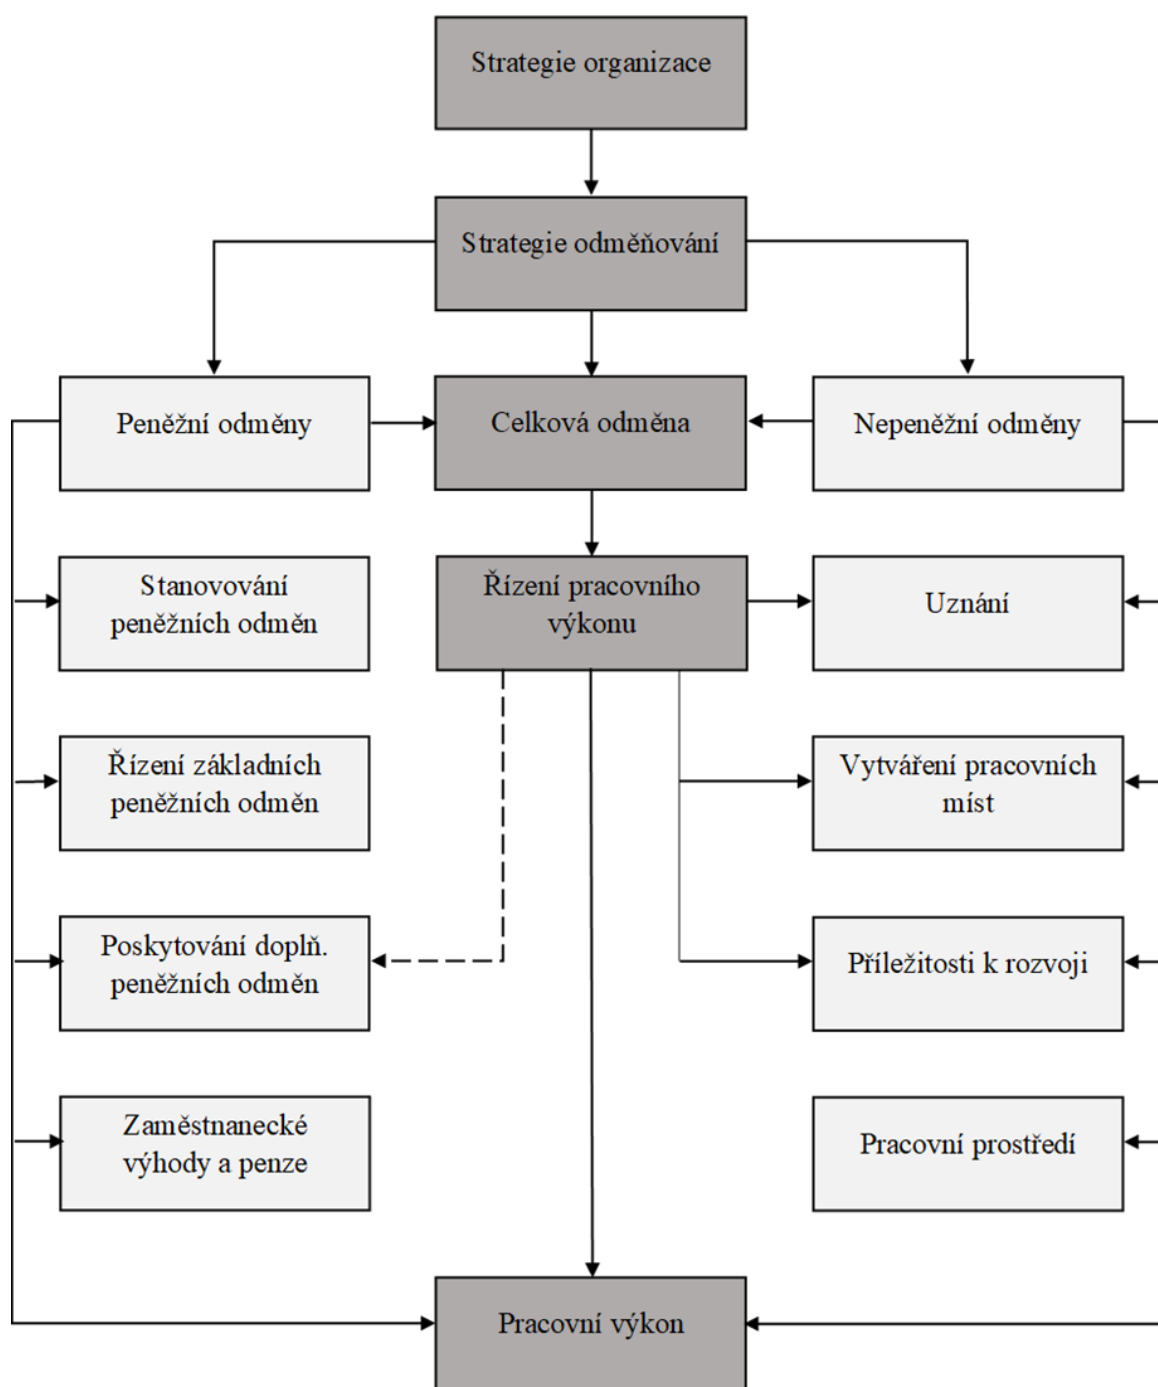 Strategie organizace
Strategie odměňování
Peněžní odměny
Celková odměna
Nepeněžní odměny
Stanovování
peněžních odměn
Řízení pracovního
výkonu
Uznání
Řízení základních
peněžních odměn
Vytváření pracovních
míst
Poskytování doplň.
peněžních odměn
Příležitosti k rozvoji
Zaměstnanecké
výhody a penze
Pracovní prostředí
Pracovní výkon